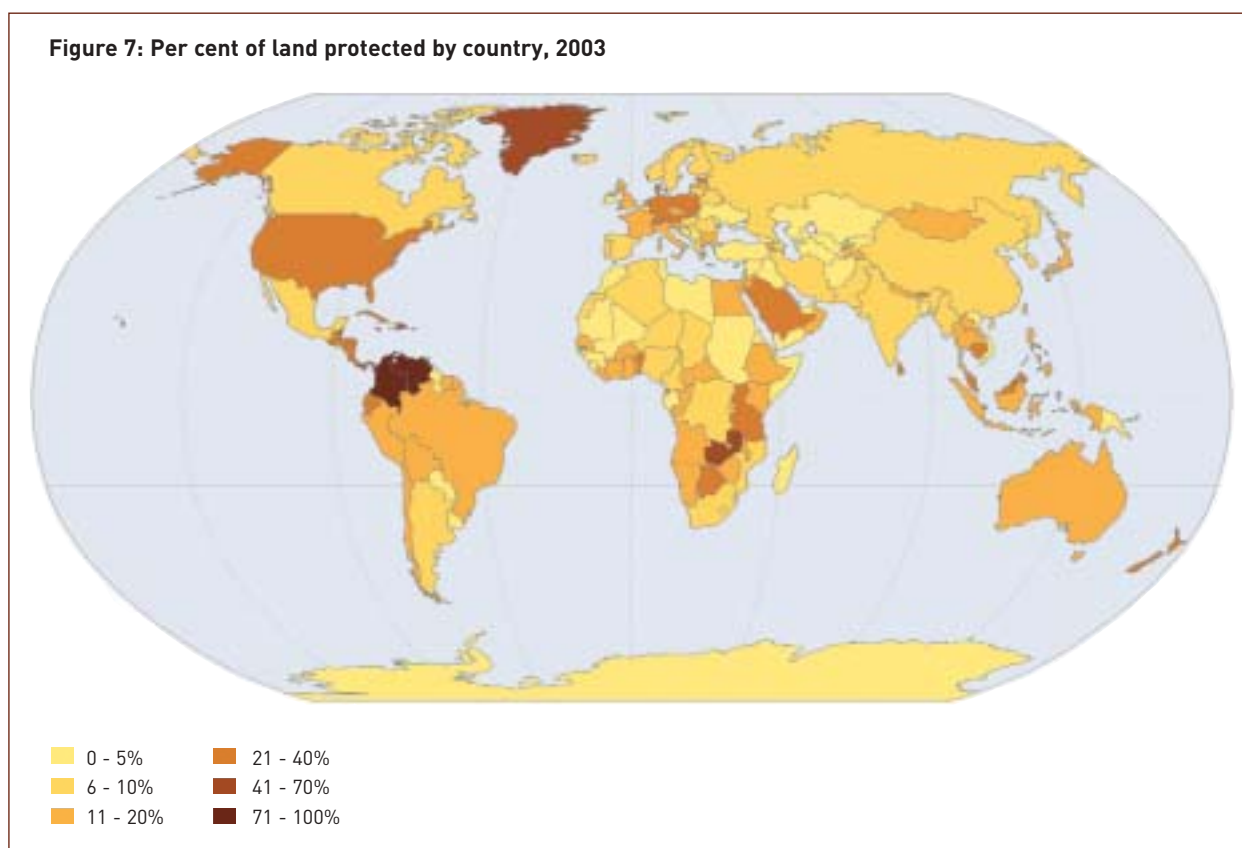 Figure 7: Per cent of land protected by country, 2003
0 - 5%
6 - 10%
11 - 20%
21 - 40%
41 - 70%
71 - 100%